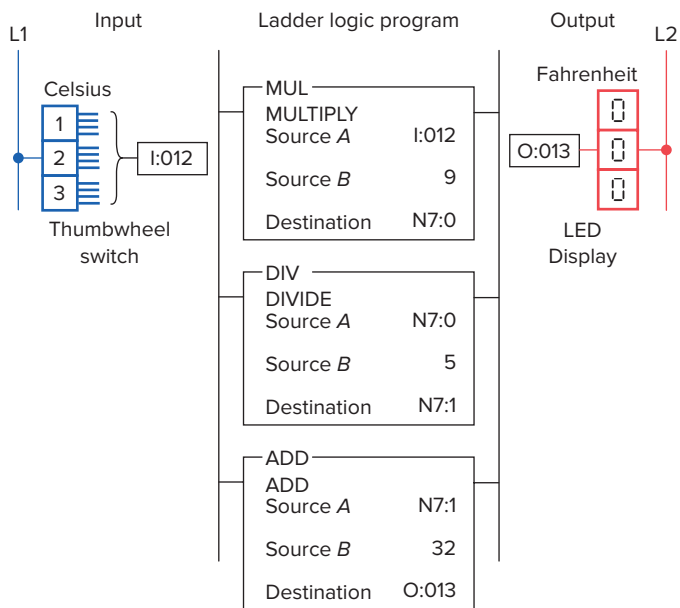 Input
Ladder logic program
Output
L1
L2
Celsius
1
2
3
I:012
Thumbwheel
switch
MUL
MULTIPLY
Source A I:012
Source B 9
Destination N7:0
DIV
DIVIDE
Source A N7:0
Source B 5
Destination N7:1
ADD
ADD
Source A N7:1
Source B 32
Destination O:013
Fahrenheit
O:013
0
0
0
LED
Display